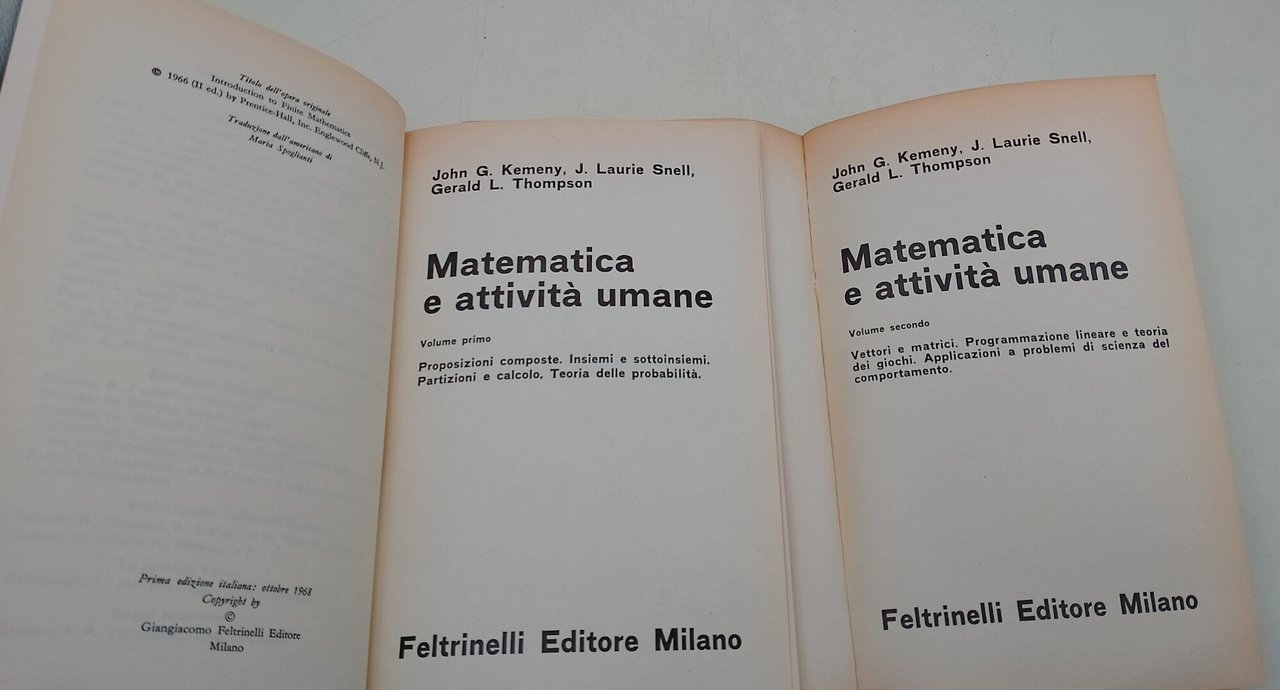 Titolo dell'opera originale
Introduction to Finite Mathematics
© 1966 (II ed.) by Prentice-Hall, Inc. Englewood Cliffs, N.J.
Traduzione dall'americano di
Maria Spoglianti
Prima edizione italiana: ottobre 1968
Copyright by
©
Giangiacomo Feltrinelli Editore
Milano
John G. Kemeny, J. Laurie Snell,
Gerald L. Thompson
Matematica
e attività umane
Volume primo
Proposizioni composte. Insiemi e sottoinsiemi.
Partizioni e calcolo. Teoria delle probabilità.
Feltrinelli Editore Milano
John G. Kemeny, J. Laurie Snell,
Gerald L. Thompson
Matematica
e attività umane
Volume secondo
Vettori e matrici. Programmazione lineare e teoria
dei giochi. Applicazioni a problemi di scienza del
comportamento.
Feltrinelli Editore Milano